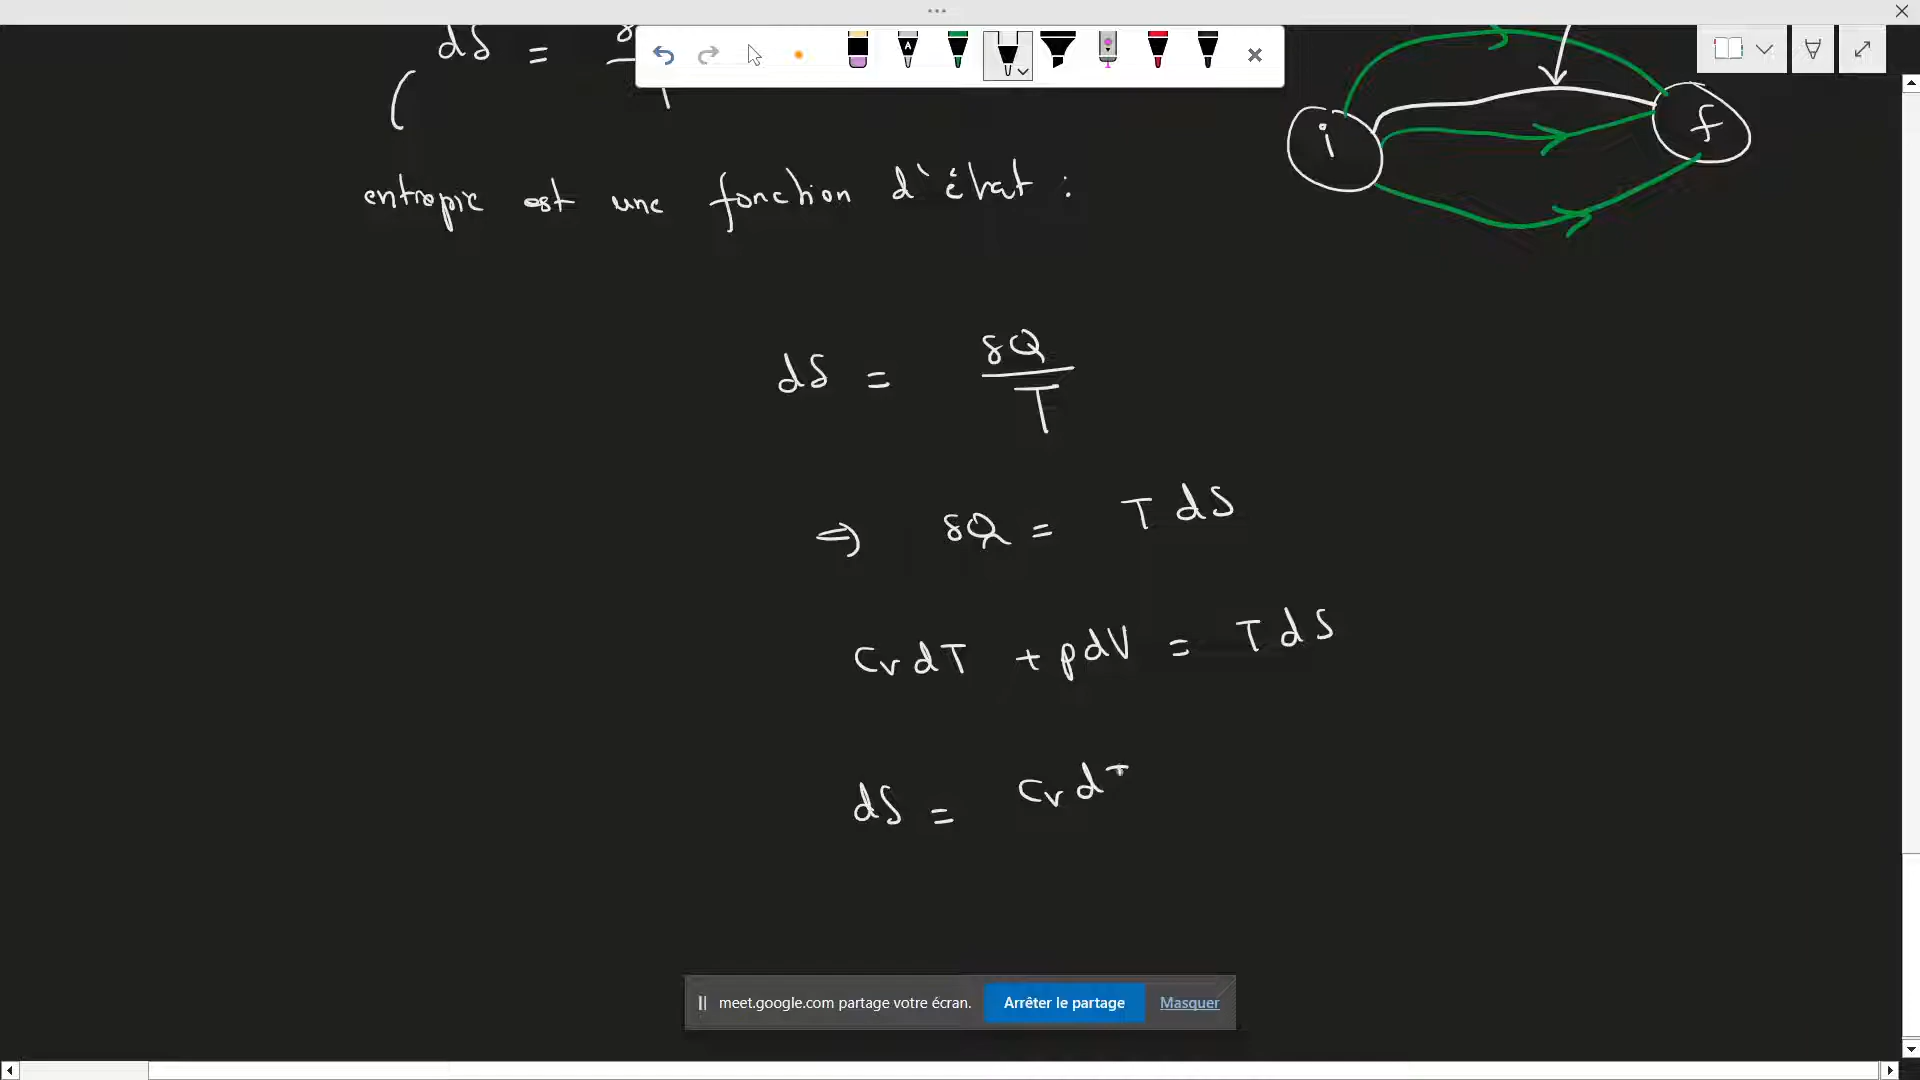 dS = δ
i f
entropie est une fonction d'état :
dS = δQ / T
⇒ δQ = T dS
Cv dT + pdV = T dS
dS = Cv dT
meet.google.com partage votre écran. Arrêter le partage Masquer